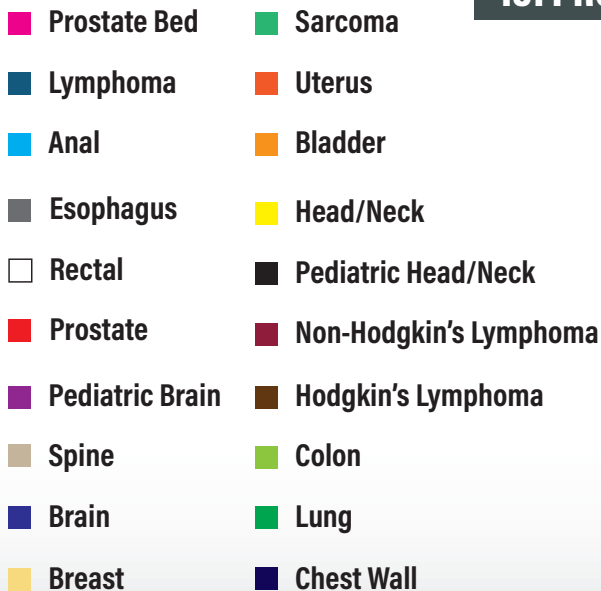 Prostate Bed
Lymphoma
Anal
Esophagus
Rectal
Prostate
Pediatric Brain
Spine
Brain
Breast
Sarcoma
Uterus
Bladder
Head/Neck
Pediatric Head/Neck
Non-Hodgkin’s Lymphoma
Hodgkin’s Lymphoma
Colon
Lung
Chest Wall